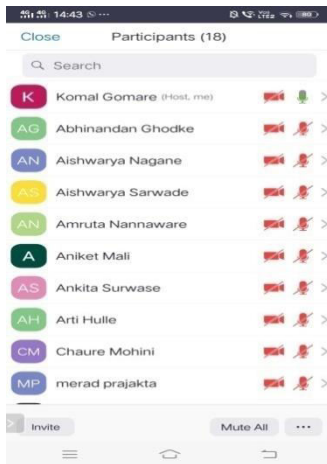 4G 4G 14:43 ...
Close Participants (18)
Search
K Komal Gomare (Host, me)
AG Abhinandan Ghodke
AN Aishwarya Nagane
AS Aishwarya Sarwade
AN Amruta Nannaware
A Aniket Mali
AS Ankita Surwase
AH Arti Hulle
CM Chaure Mohini
MP merad prajakta
Invite Mute All ...